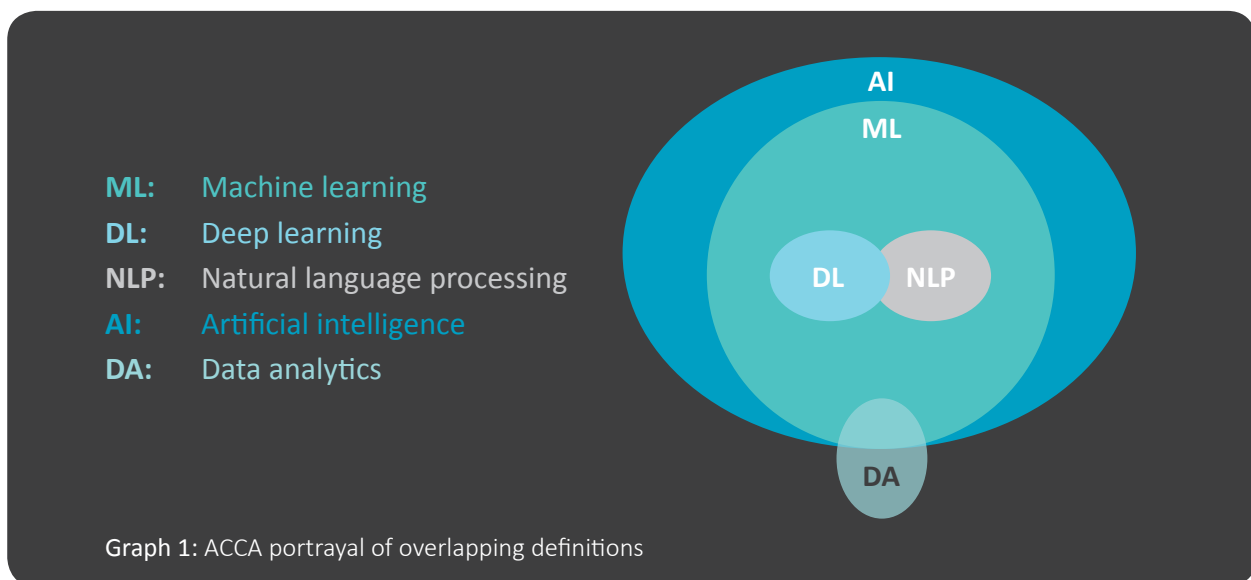 AI
ML
ML: Machine learning
DL: Deep learning
NLP: Natural language processing
AI: Artificial intelligence
DA: Data analytics
DL
NLP
DA
Graph 1: ACCA portrayal of overlapping definitions